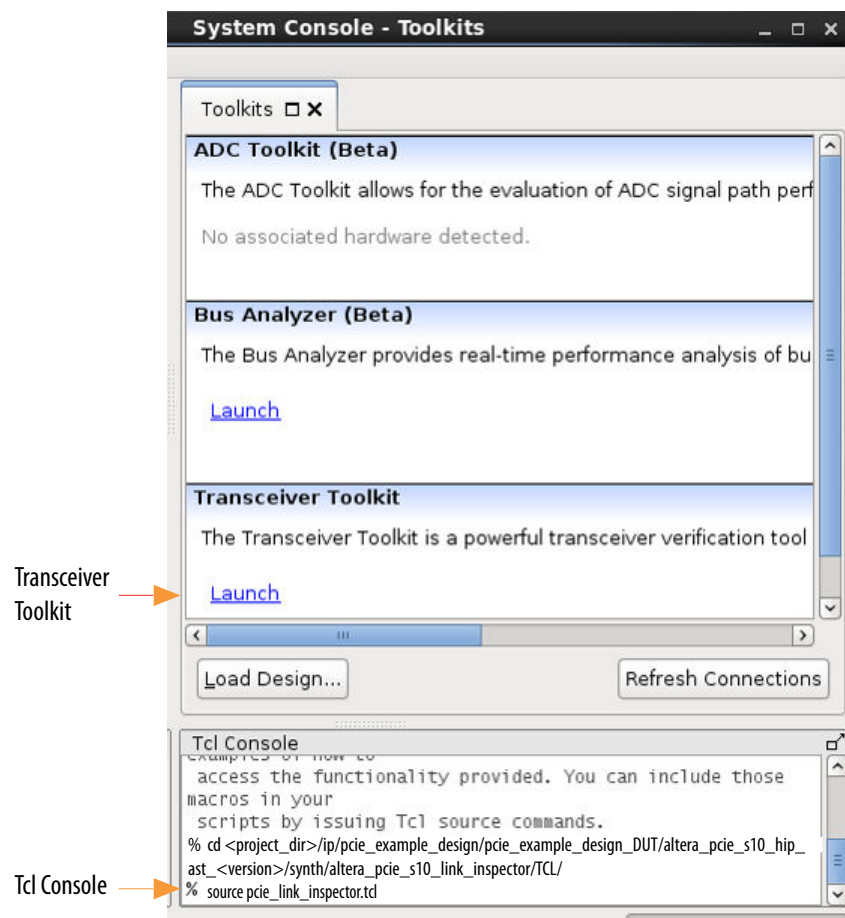 System Console - Toolkits
Toolkits
ADC Toolkit (Beta)
The ADC Toolkit allows for the evaluation of ADC signal path perf
No associated hardware detected.
Bus Analyzer (Beta)
The Bus Analyzer provides real-time performance analysis of bu
Launch
Transceiver Toolkit
The Transceiver Toolkit is a powerful transceiver verification tool
Transceiver
Toolkit
Launch
Load Design...
Refresh Connections
Tcl Console
examples of how to
access the functionality provided. You can include those
macros in your
scripts by issuing Tcl source commands.
% cd <project_dir>/ip/pcie_example_design/pcie_example_design_DUT/altera_pcie_s10_hip_
ast_<version>/synth/altera_pcie_s10_link_inspector/TCL/
Tcl Console
% source pcie_link_inspector.tcl